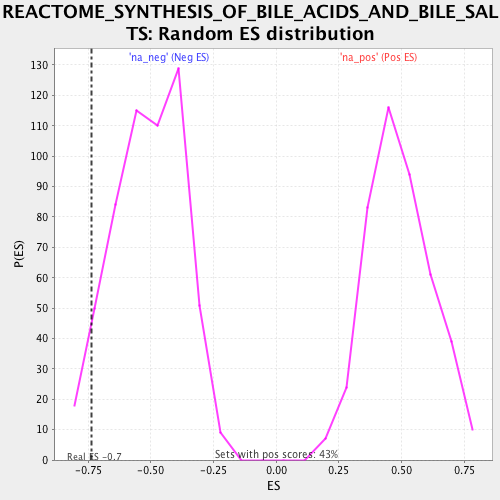 REACTOME_SYNTHESIS_OF_BILE_ACIDS_AND_BILE_SAL
TS: Random ES distribution
'na_neg' (Neg ES)
'na_pos' (Pos ES)
130
120
110
100
90
80
70
60
50
40
30
20
10
0
P(ES)
Real ES -0.7
Sets with pos scores: 43%
-0.75
-0.50
-0.25
0.00
0.25
0.50
0.75
ES